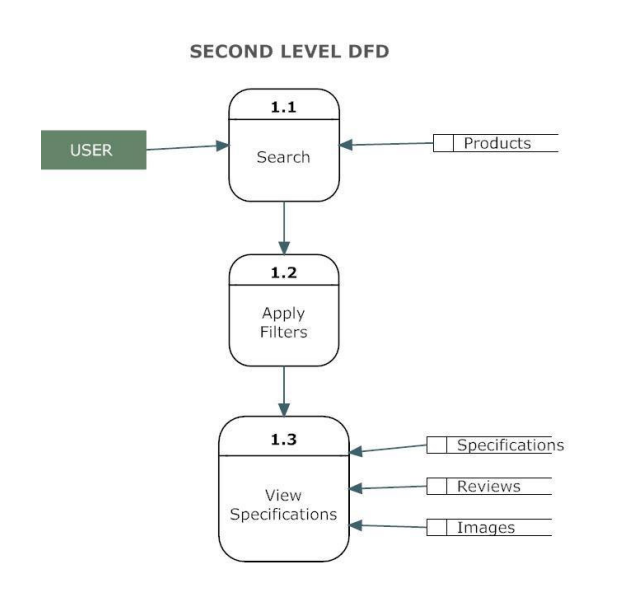 SECOND LEVEL DFD
1.1
USER
Search
Products
1.2
Apply
Filters
1.3
View
Specifications
Specifications
Reviews
Images